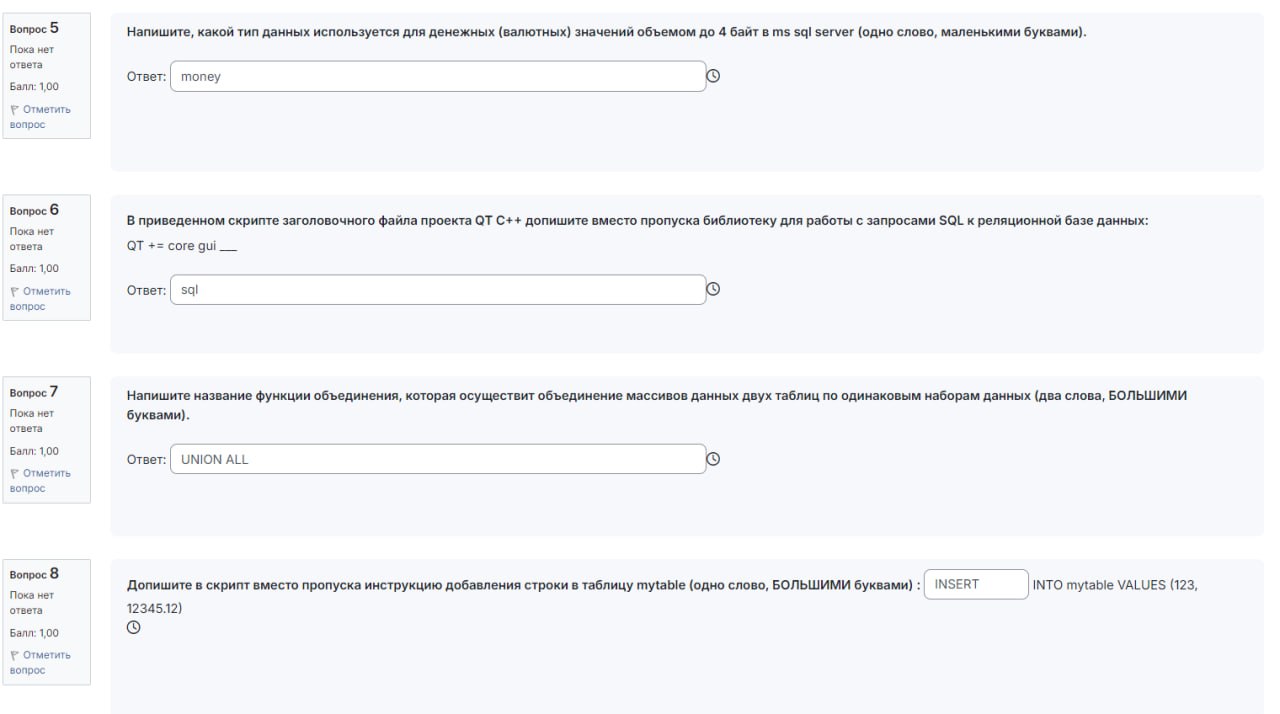 Вопрос 5
Пока нет
ответа
Балл: 1,00
Отметить
вопрос
Напишите, какой тип данных используется для денежных (валютных) значений объемом до 4 байт в ms sql server (одно слово, маленькими буквами).
Ответ: money
Вопрос 6
Пока нет
ответа
Балл: 1,00
Отметить
вопрос
В приведенном скрипте заголовочного файла проекта QT C++ допишите вместо пропуска библиотеку для работы с запросами SQL к реляционной базе данных:
QT += core gui ___
Ответ: sql
Вопрос 7
Пока нет
ответа
Балл: 1,00
Отметить
вопрос
Напишите название функции объединения, которая осуществит объединение массивов данных двух таблиц по одинаковым наборам данных (два слова, БОЛЬШИМИ
буквами).
Ответ: UNION ALL
Вопрос 8
Пока нет
ответа
Балл: 1,00
Отметить
вопрос
Допишите в скрипт вместо пропуска инструкцию добавления строки в таблицу mytable (одно слово, БОЛЬШИМИ буквами) : INSERT INTO mytable VALUES (123,
12345.12)